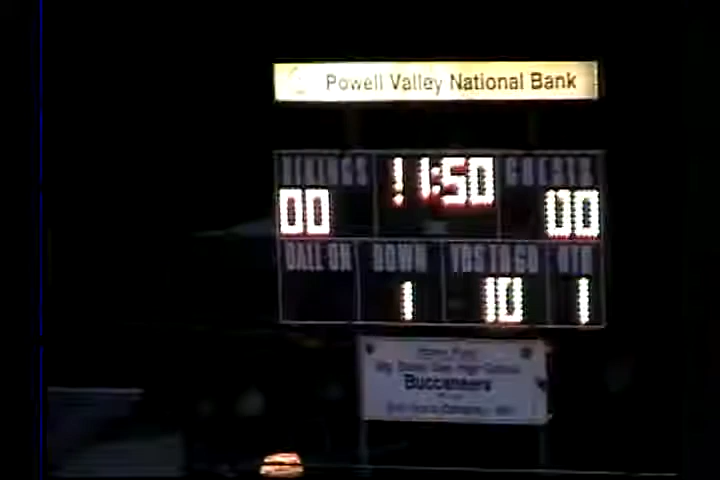 Powell Valley National Bank
VIKINGS 11:50 GUESTS
00 00
BALL ON DOWN YDS TO GO QTR
1 10 1
Buccaneers